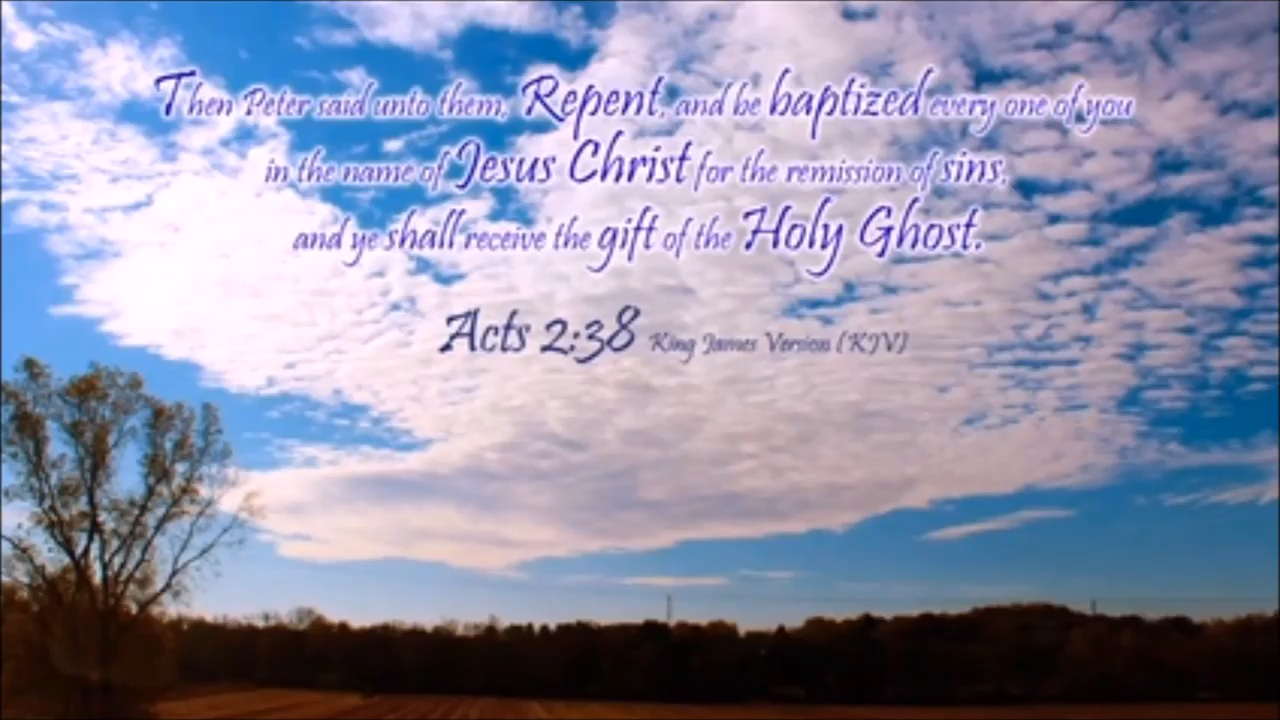 Then Peter said unto them, Repent, and be baptized every one of you
in the name of Jesus Christ for the remission of sins,
and ye shall receive the gift of the Holy Ghost.
Acts 2:38 King James Version (KJV)